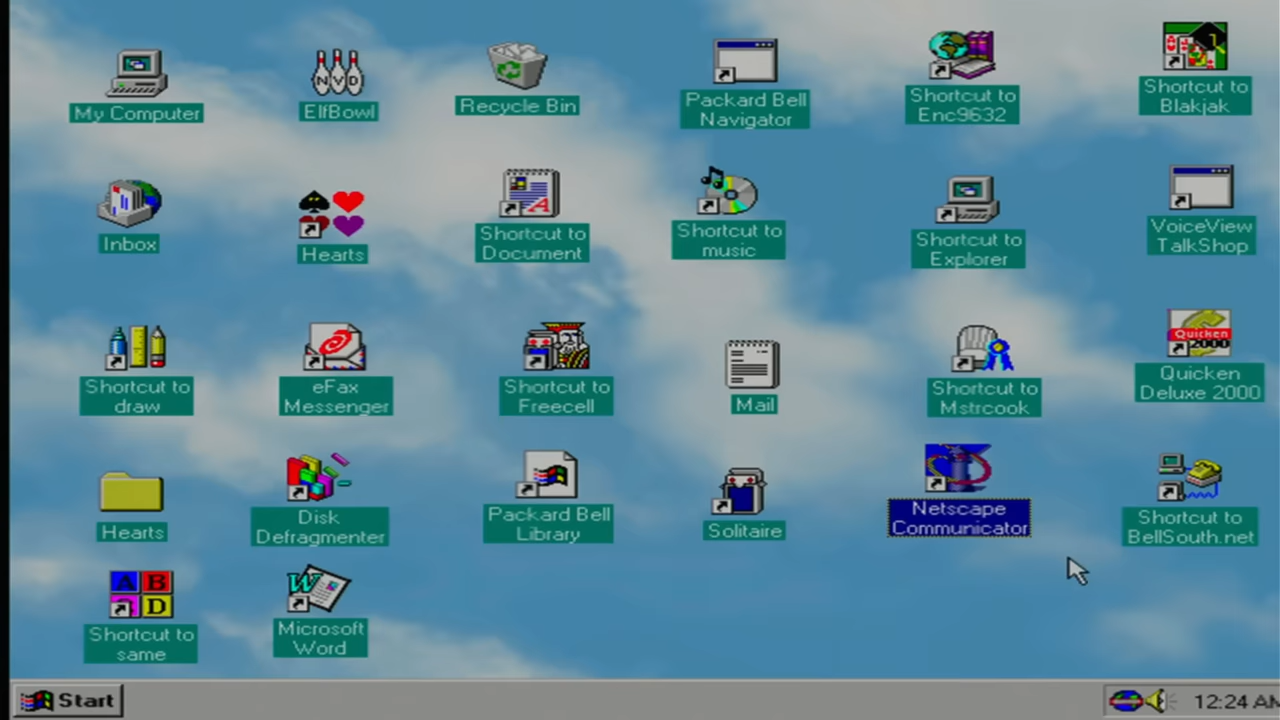 My Computer
ElfBowl
Recycle Bin
Packard Bell
Navigator
Shortcut to
Enc9632
Shortcut to
Blakjak
Inbox
Hearts
Shortcut to
Document
Shortcut to
music
Shortcut to
Explorer
VoiceView
TalkShop
Shortcut to
draw
eFax
Messenger
Shortcut to
Freecell
Mail
Shortcut to
Mstrcook
Quicken
2000
Quicken
Deluxe 2000
Hearts
Disk
Defragmenter
Packard Bell
Library
Solitaire
Netscape
Communicator
Shortcut to
BellSouth.net
A B
D
Shortcut to
same
W
Microsoft
Word
Start
12:24 AM